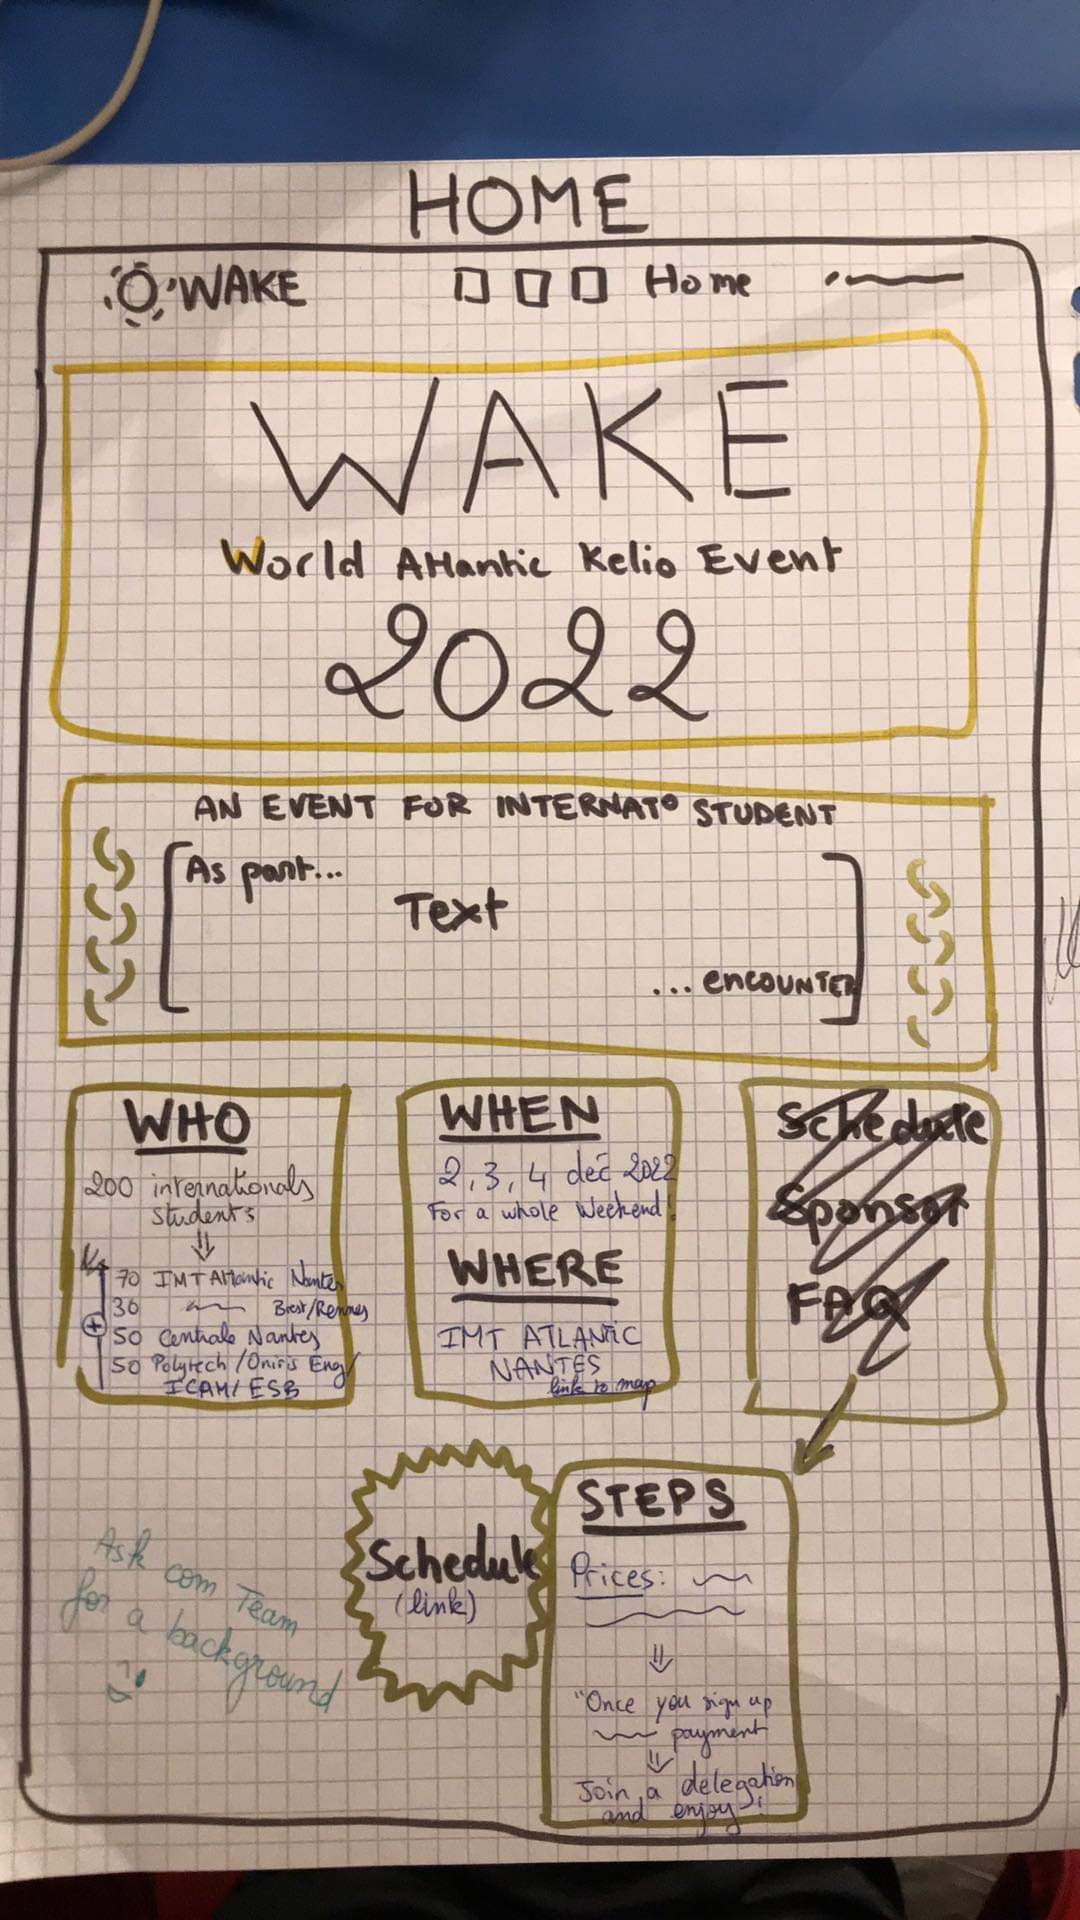 HOME
WAKE
Home
WAKE
World Atlantic Kelio Event
2022
AN EVENT FOR INTERNAT° STUDENT
As part...
Text
... encounter
WHO
200 internationals
students
70 IMT Atlantic Nantes
30 Brest/Rennes
50 Centrale Nantes
50 Polytech/Oniris Eng/
ICAM/ESB
WHEN
2, 3, 4 dec 2022
For a whole Weekend!
WHERE
IMT ATLANTIC
NANTES
link to map
Schedule
Sponsor
FAQ
Schedule
(link)
STEPS
Prices:
"Once you sign up
payment
Join a delegation
and enjoy!
Ask com Team
for a background